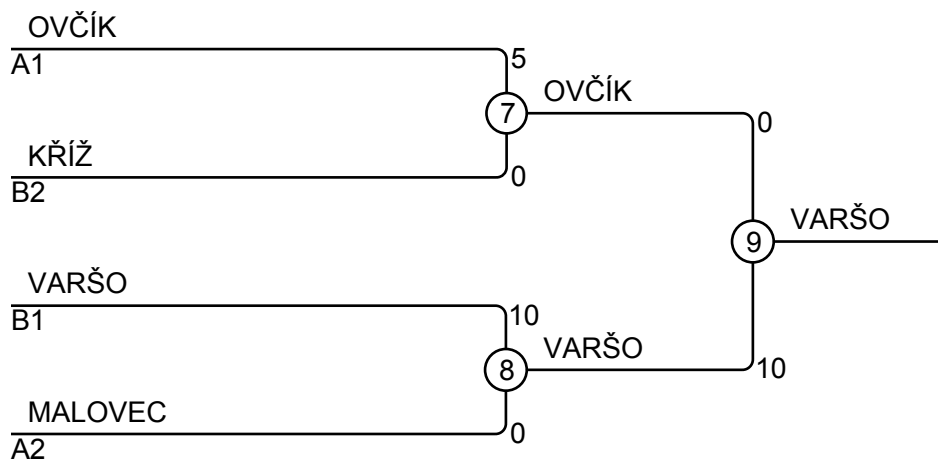 OVČÍK
A1
5
7
OVČÍK
0
KŘÍŽ
B2
0
9
VARŠO
VARŠO
B1
10
8
VARŠO
10
MALOVEC
A2
0